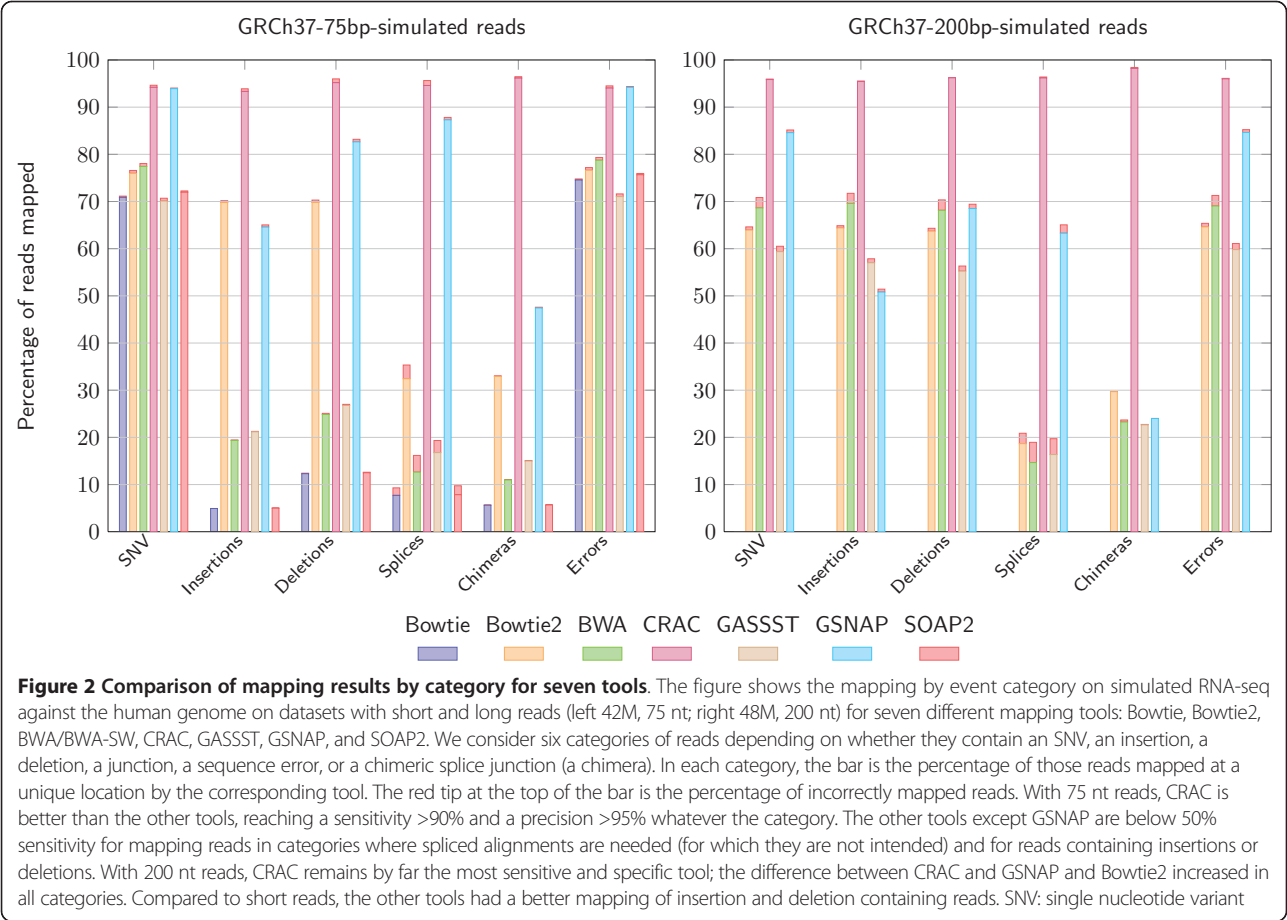 GRCh37-75bp-simulated reads
GRCh37-200bp-simulated reads
Percentage of reads mapped
100
90
80
70
60
50
40
30
20
10
0
SNV
Insertions
Deletions
Splices
Chimeras
Errors
100
90
80
70
60
50
40
30
20
10
0
SNV
Insertions
Deletions
Splices
Chimeras
Errors
Bowtie Bowtie2 BWA CRAC GASSST GSNAP SOAP2
Figure 2 Comparison of mapping results by category for seven tools. The figure shows the mapping by event category on simulated RNA-seq
against the human genome on datasets with short and long reads (left 42M, 75 nt; right 48M, 200 nt) for seven different mapping tools: Bowtie, Bowtie2,
BWA/BWA-SW, CRAC, GASSST, GSNAP, and SOAP2. We consider six categories of reads depending on whether they contain an SNV, an insertion, a
deletion, a junction, a sequence error, or a chimeric splice junction (a chimera). In each category, the bar is the percentage of those reads mapped at a
unique location by the corresponding tool. The red tip at the top of the bar is the percentage of incorrectly mapped reads. With 75 nt reads, CRAC is
better than the other tools, reaching a sensitivity >90% and a precision >95% whatever the category. The other tools except GSNAP are below 50%
sensitivity for mapping reads in categories where spliced alignments are needed (for which they are not intended) and for reads containing insertions or
deletions. With 200 nt reads, CRAC remains by far the most sensitive and specific tool; the difference between CRAC and GSNAP and Bowtie2 increased in
all categories. Compared to short reads, the other tools had a better mapping of insertion and deletion containing reads. SNV: single nucleotide variant